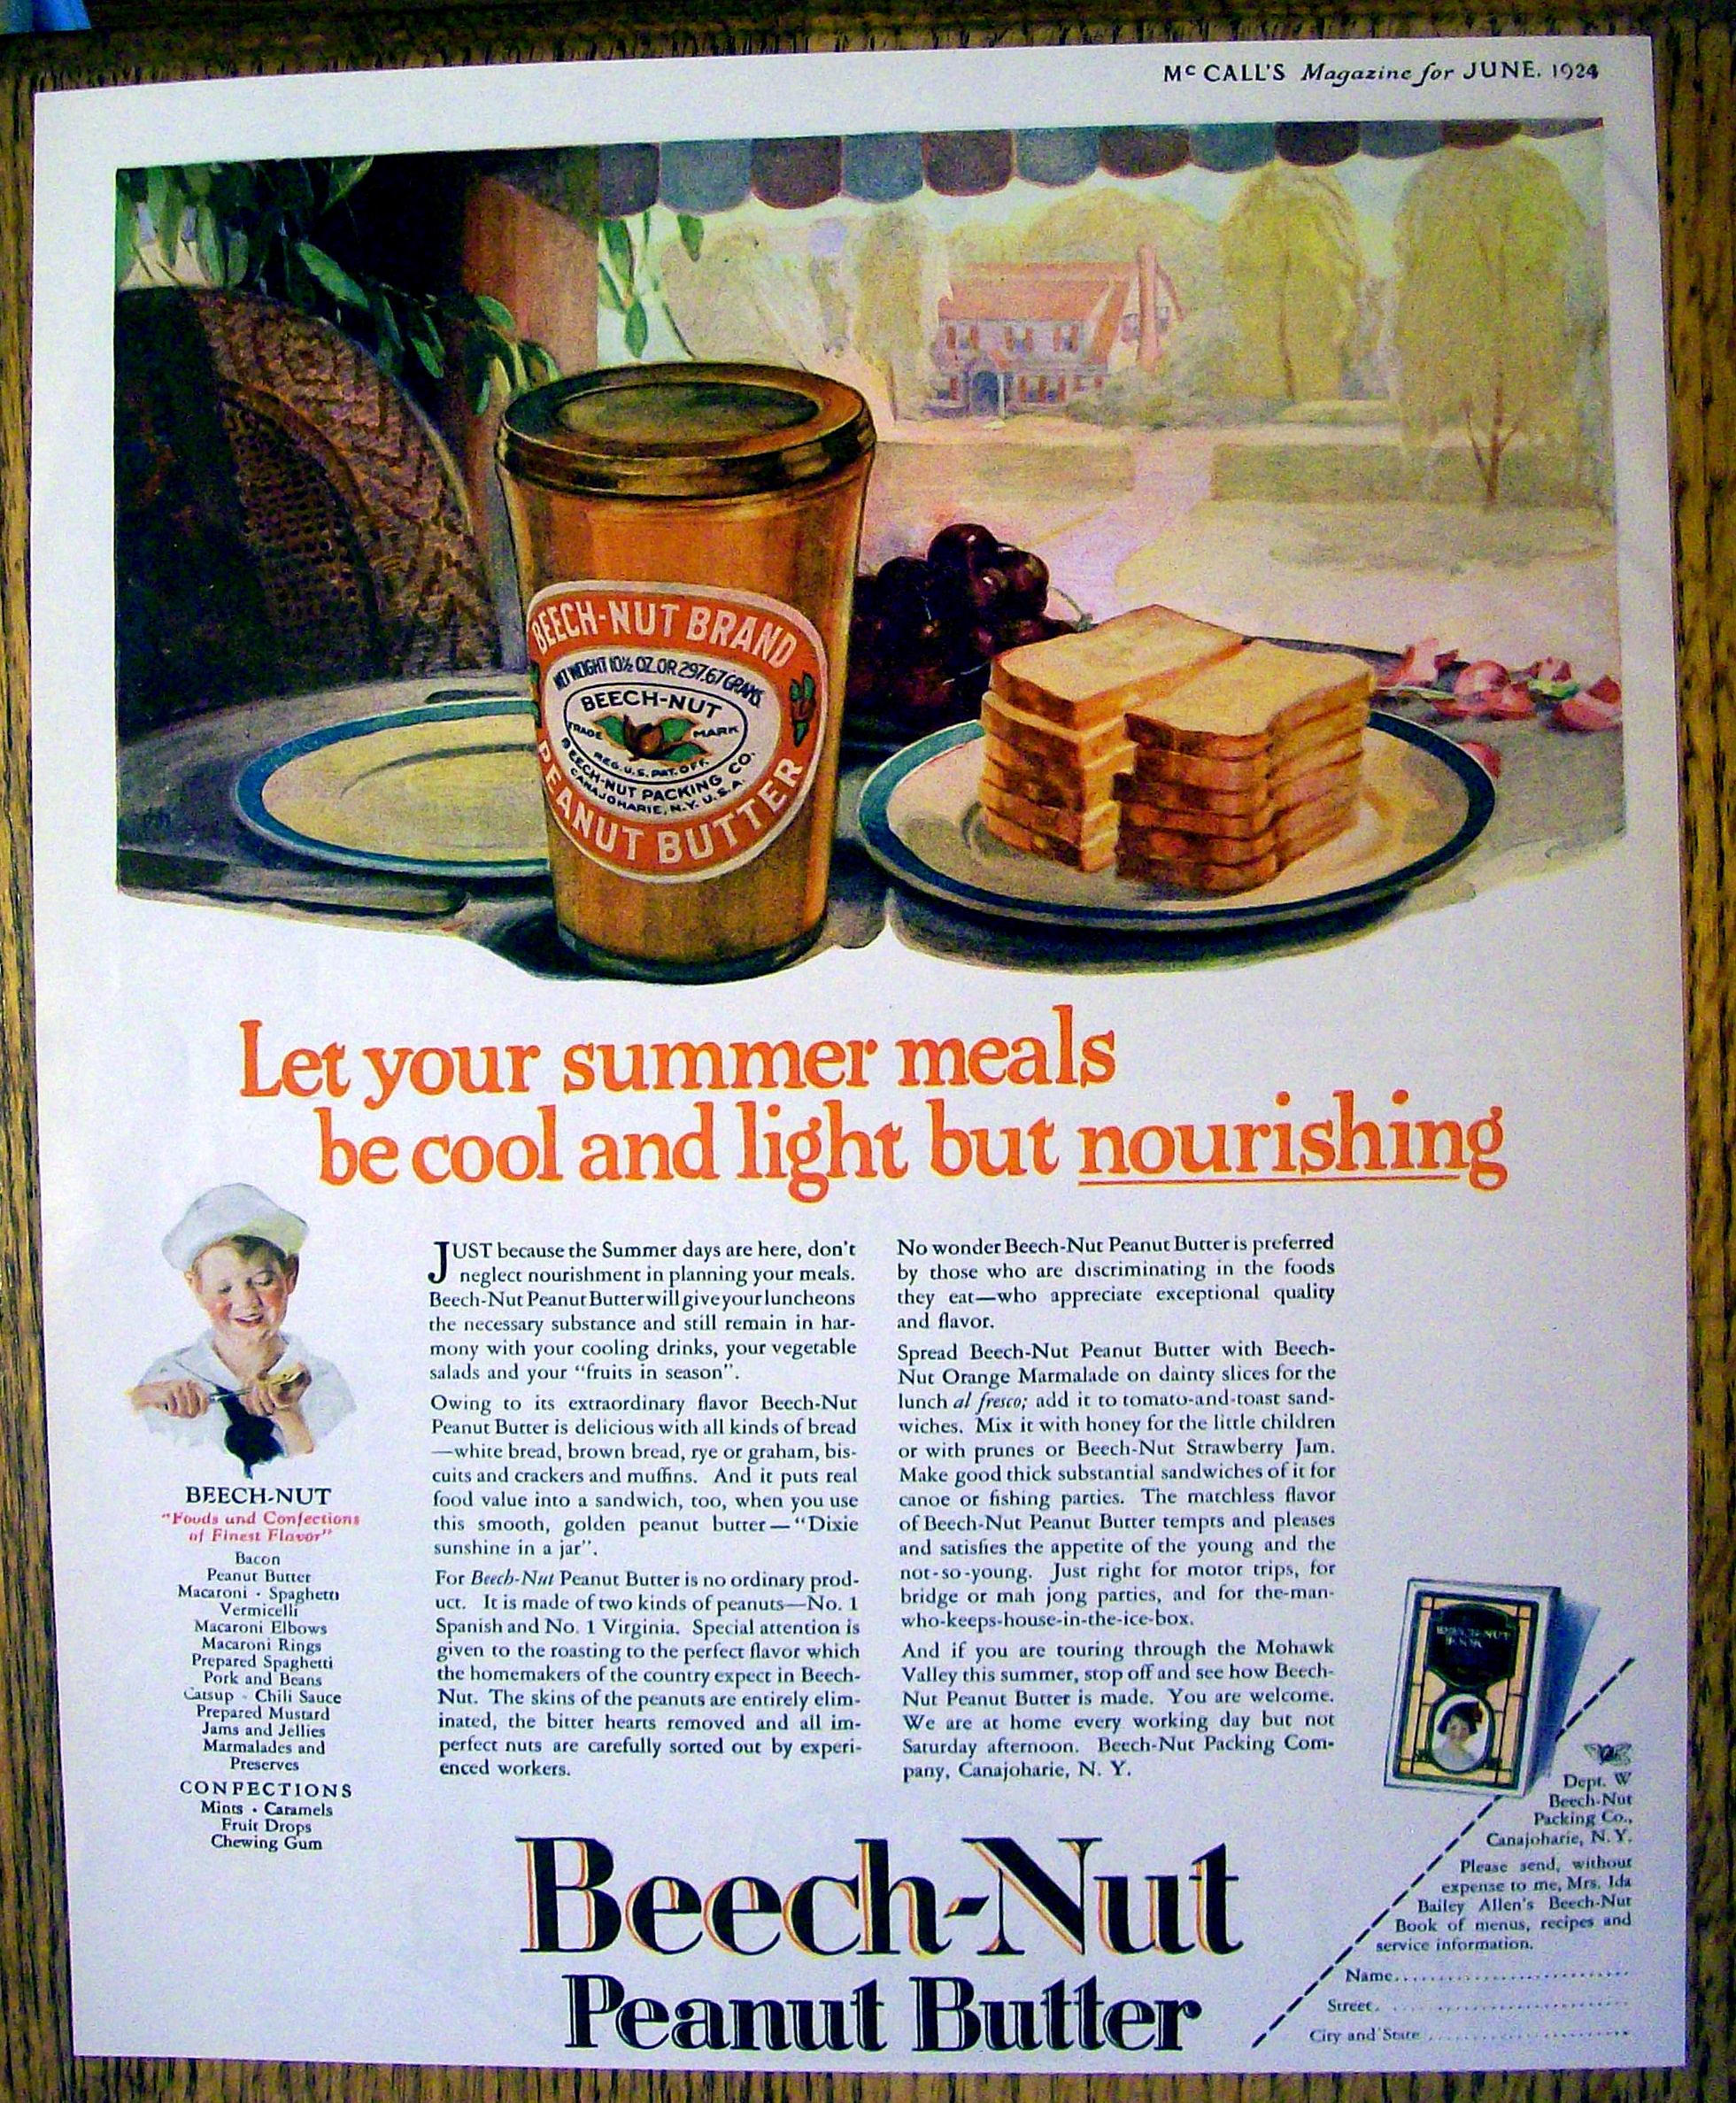 McCALL'S Magazine for JUNE, 1924
BEECH-NUT BRAND
NET WEIGHT 10½ OZ. OR 297.67 GRAMS.
BEECH-NUT
TRADE MARK
REG. U.S. PAT. OFF.
BEECH-NUT PACKING CO.
CANAJOHARIE, N.Y. U.S.A.
PEANUT BUTTER
Let your summer meals
be cool and light but nourishing
JUST because the Summer days are here, don't
neglect nourishment in planning your meals.
Beech-Nut Peanut Butter will give your luncheons
the necessary substance and still remain in har-
mony with your cooling drinks, your vegetable
salads and your "fruits in season".
Owing to its extraordinary flavor Beech-Nut
Peanut Butter is delicious with all kinds of bread
—white bread, brown bread, rye or graham, bis-
cuits and crackers and muffins. And it puts real
food value into a sandwich, too, when you use
this smooth, golden peanut butter—"Dixie
sunshine in a jar".
For Beech-Nut Peanut Butter is no ordinary prod-
uct. It is made of two kinds of peanuts—No. 1
Spanish and No. 1 Virginia. Special attention is
given to the roasting to the perfect flavor which
the homemakers of the country expect in Beech-
Nut. The skins of the peanuts are entirely elim-
inated, the bitter hearts removed and all im-
perfect nuts are carefully sorted out by experi-
enced workers.
No wonder Beech-Nut Peanut Butter is preferred
by those who are discriminating in the foods
they eat—who appreciate exceptional quality
and flavor.
Spread Beech-Nut Peanut Butter with Beech-
Nut Orange Marmalade on dainty slices for the
lunch al fresco; add it to tomato-and-toast sand-
wiches. Mix it with honey for the little children
or with prunes or Beech-Nut Strawberry Jam.
Make good thick substantial sandwiches of it for
canoe or fishing parties. The matchless flavor
of Beech-Nut Peanut Butter tempts and pleases
and satisfies the appetite of the young and the
not-so-young. Just right for motor trips, for
bridge or mah jong parties, and for the-man-
who-keeps-house-in-the-ice-box.
And if you are touring through the Mohawk
Valley this summer, stop off and see how Beech-
Nut Peanut Butter is made. You are welcome.
We are at home every working day but not
Saturday afternoon. Beech-Nut Packing Com-
pany, Canajoharie, N. Y.
BEECH-NUT
"Foods and Confections
of Finest Flavor"
Bacon
Peanut Butter
Macaroni · Spaghetti
Vermicelli
Macaroni Elbows
Macaroni Rings
Prepared Spaghetti
Pork and Beans
Catsup · Chili Sauce
Prepared Mustard
Jams and Jellies
Marmalades and
Preserves
CONFECTIONS
Mints · Caramels
Fruit Drops
Chewing Gum
BEECH-NUT
BOOK
Dept. W
Beech-Nut
Packing Co.,
Canajoharie, N. Y.
Please send, without
expense to me, Mrs. Ida
Bailey Allen's Beech-Nut
Book of menus, recipes and
service information.
Name
Street
City and State
Beech-Nut
Peanut Butter